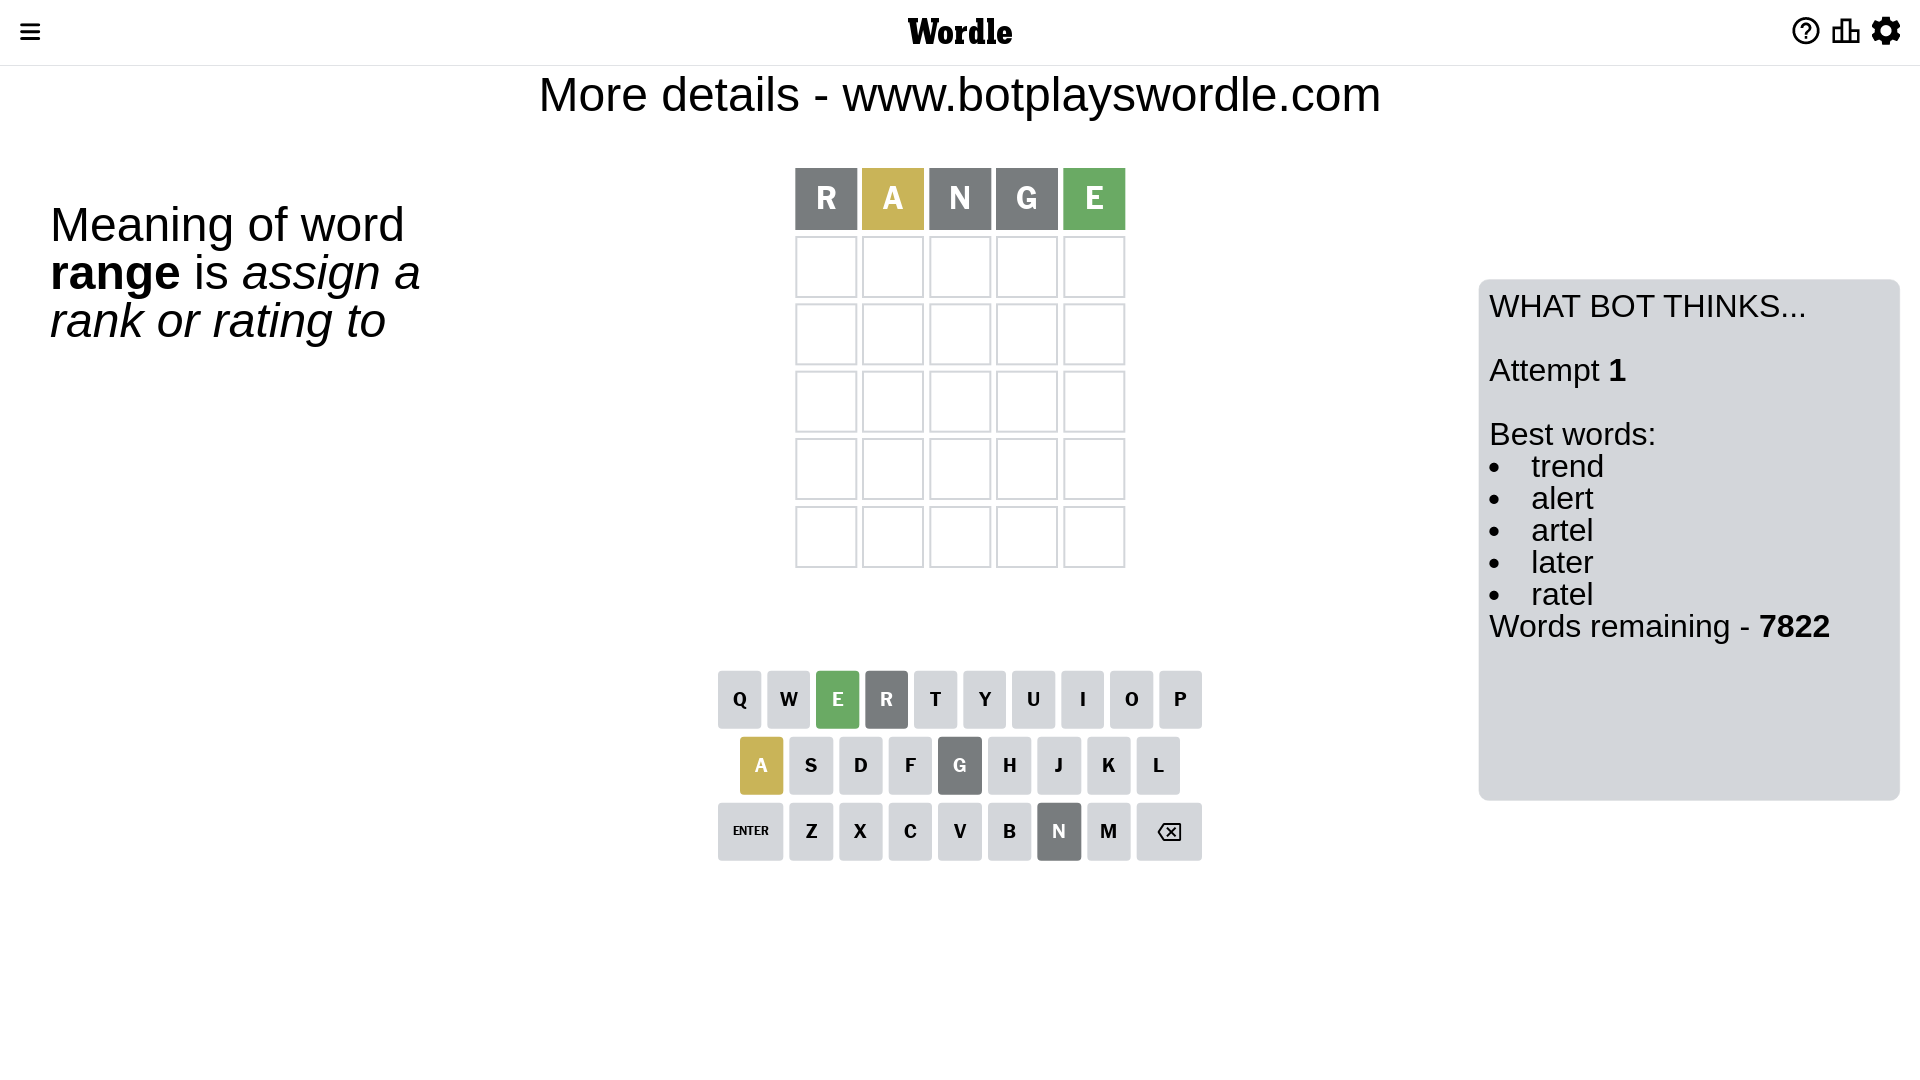 Wordle
More details - www.botplayswordle.com
Meaning of word
range is assign a
rank or rating to
R A N G E
WHAT BOT THINKS...
Attempt 1
Best words:
• trend
• alert
• artel
• later
• ratel
Words remaining - 7822
Q W E R T Y U I O P
A S D F G H J K L
ENTER Z X C V B N M